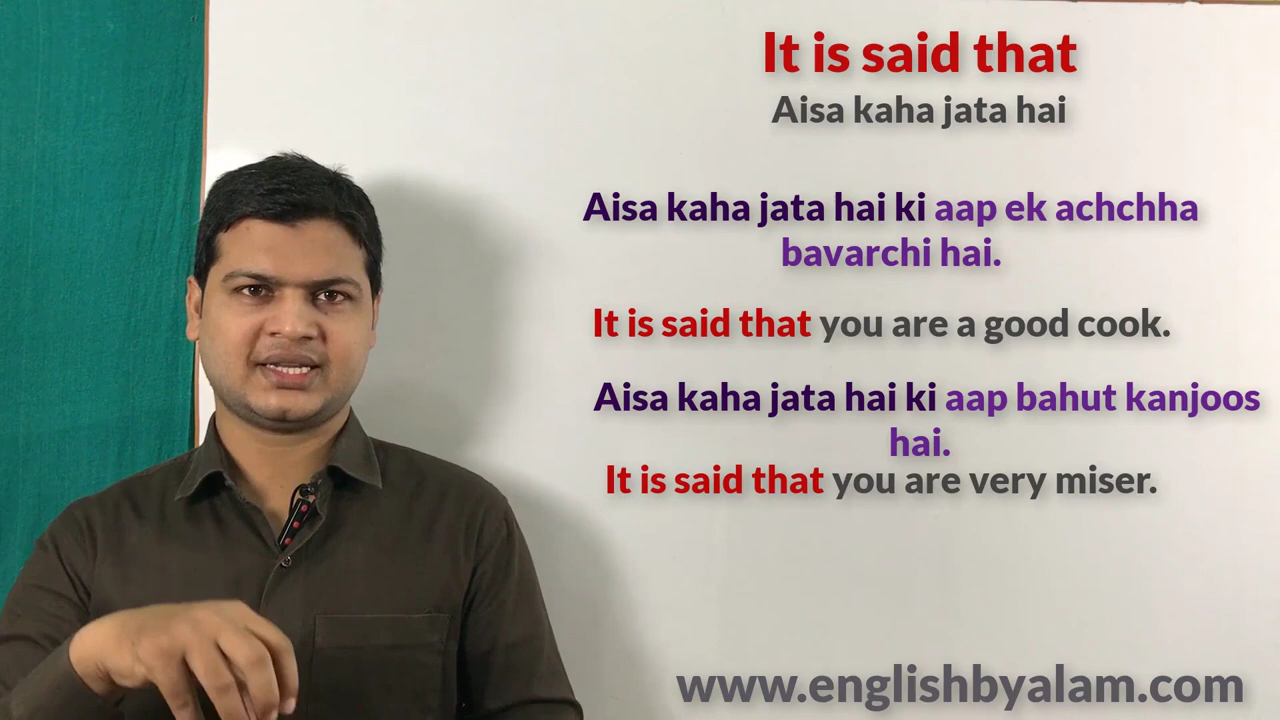 It is said that
Aisa kaha jata hai
Aisa kaha jata hai ki aap ek achchha
bavarchi hai.
It is said that you are a good cook.
Aisa kaha jata hai ki aap bahut kanjoos
hai.
It is said that you are very miser.
www.englishbyalam.com